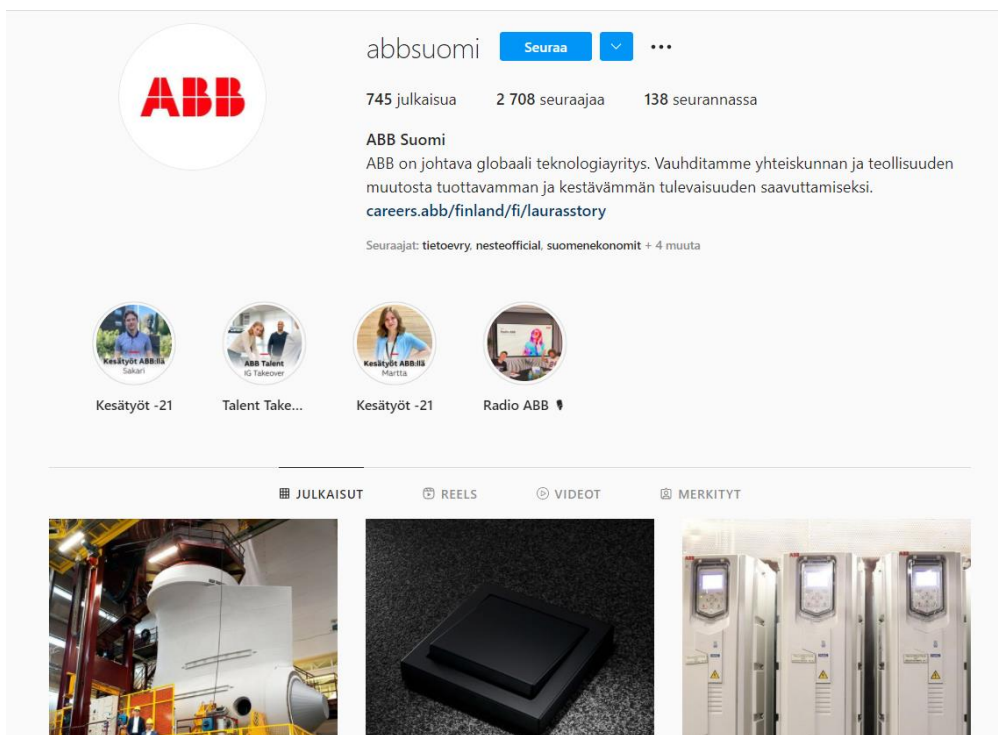 ABB
abbsuomi Seuraa
745 julkaisua 2 708 seuraajaa 138 seurannassa
ABB Suomi
ABB on johtava globaali teknologiayritys. Vauhditamme yhteiskunnan ja teollisuuden
muutosta tuottavamman ja kestävämmän tulevaisuuden saavuttamiseksi.
careers.abb/finland/fi/laurasstory
Seuraajat: tietoevry, nesteofficial, suomenekonomit + 4 muuta
Kesätyöt ABB:llä
Sakari
ABB Talent
IG Takeover
Kesätyöt ABB:llä
Martta
Kesätyöt -21 Talent Take... Kesätyöt -21 Radio ABB
JULKAISUT REELS VIDEOT MERKITYT
ABB ABB ABB